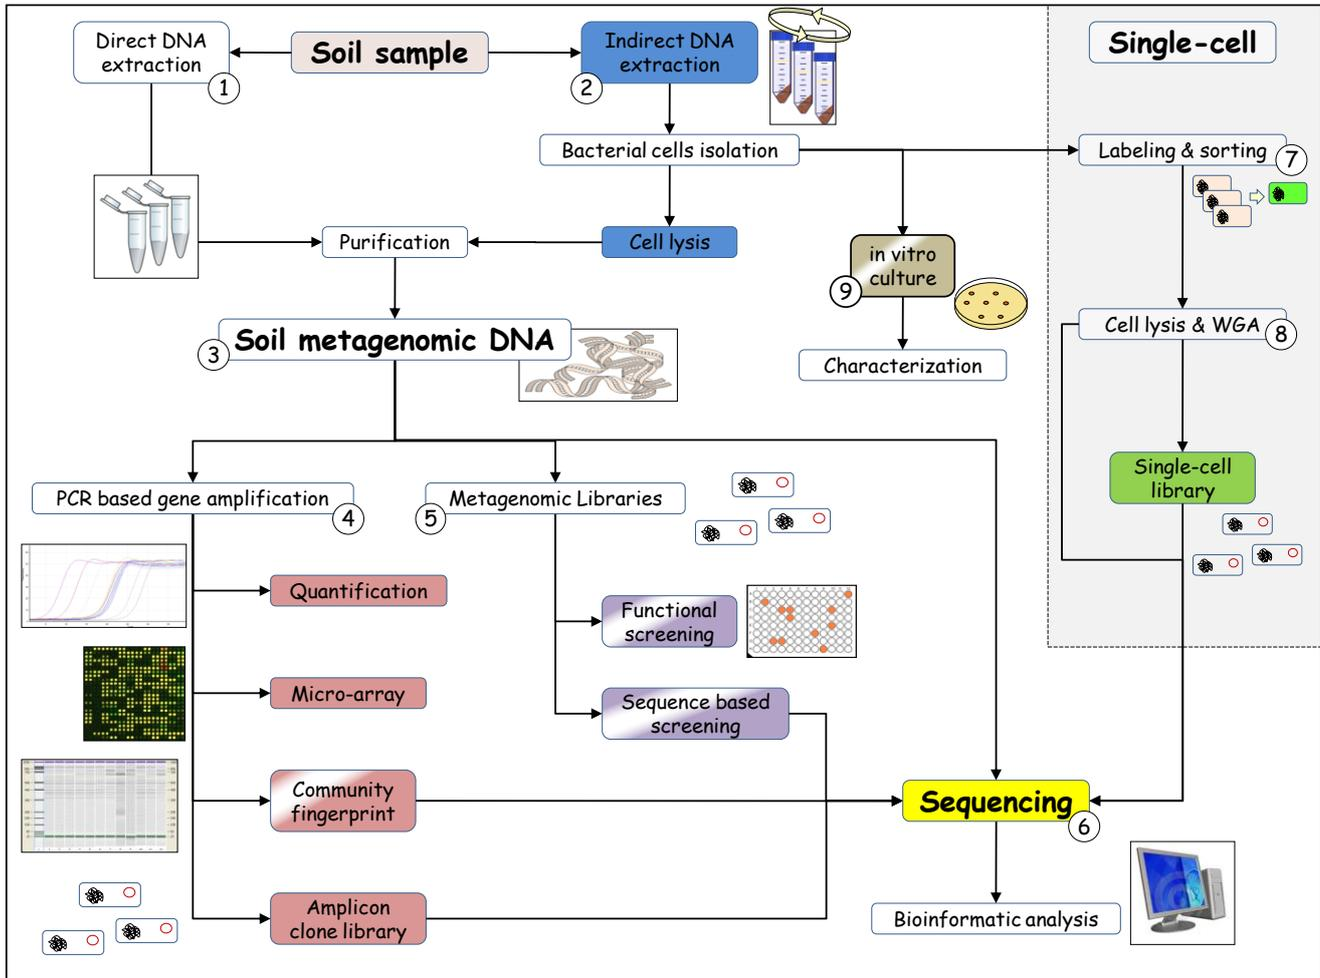 Direct DNA
extraction
1
Soil sample
Indirect DNA
extraction
2
Single-cell
Bacterial cells isolation
Labeling & sorting
7
Purification
Cell lysis
in vitro
culture
9
Soil metagenomic DNA
3
Cell lysis & WGA
8
Characterization
Single-cell
library
PCR based gene amplification
4
Metagenomic Libraries
5
Quantification
Functional
screening
Micro-array
Sequence based
screening
Community
fingerprint
Sequencing
6
Amplicon
clone library
Bioinformatic analysis